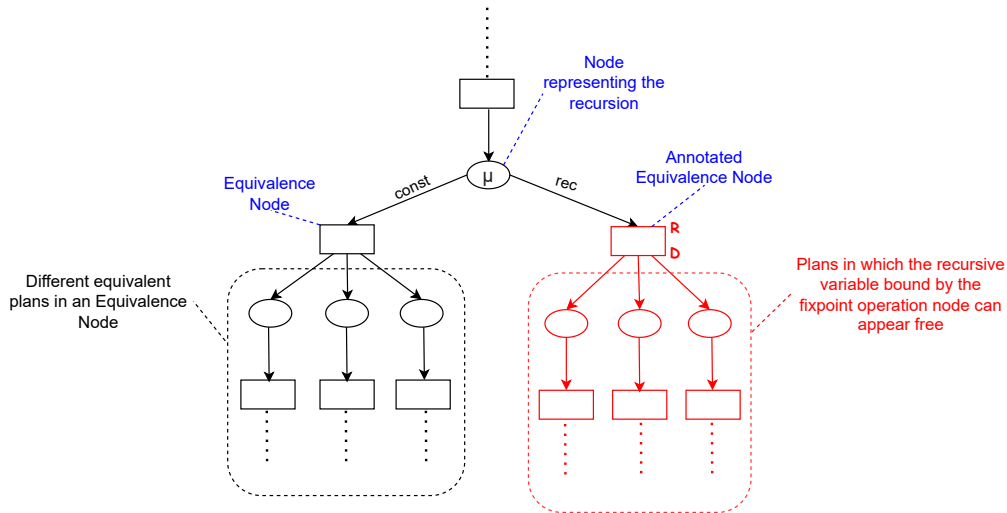 Node
representing the
recursion
μ
const
rec
Equivalence
Node
Annotated
Equivalence Node
R
D
Different equivalent
plans in an Equivalence
Node
Plans in which the recursive
variable bound by the
fixpoint operation node can
appear free